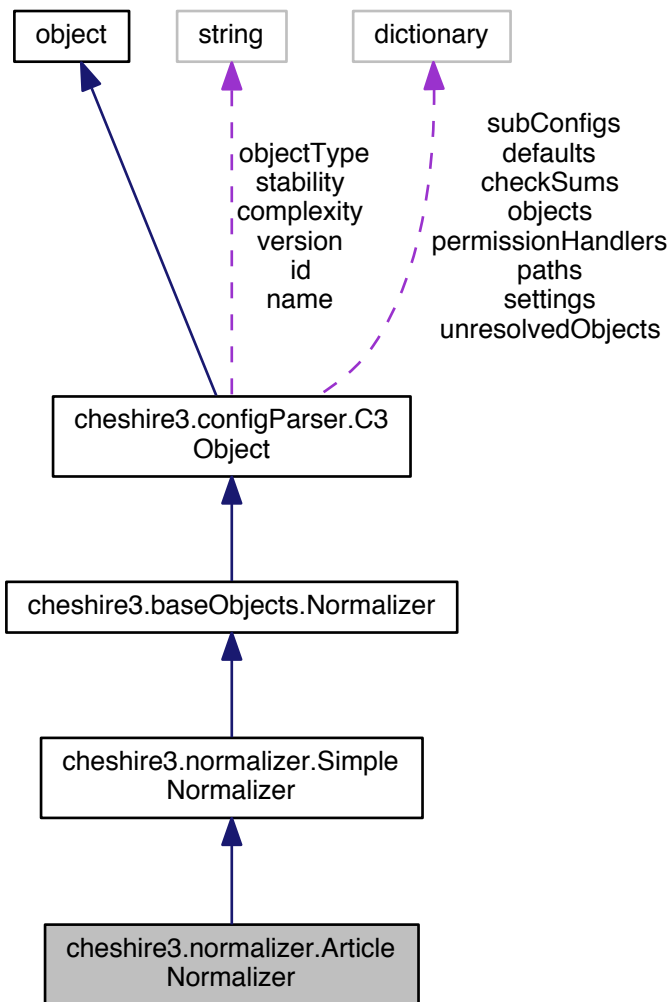 object
string
dictionary
objectType
stability
complexity
version
id
name
subConfigs
defaults
checkSums
objects
permissionHandlers
paths
settings
unresolvedObjects
cheshire3.configParser.C3
Object
cheshire3.baseObjects.Normalizer
cheshire3.normalizer.Simple
Normalizer
cheshire3.normalizer.Article
Normalizer